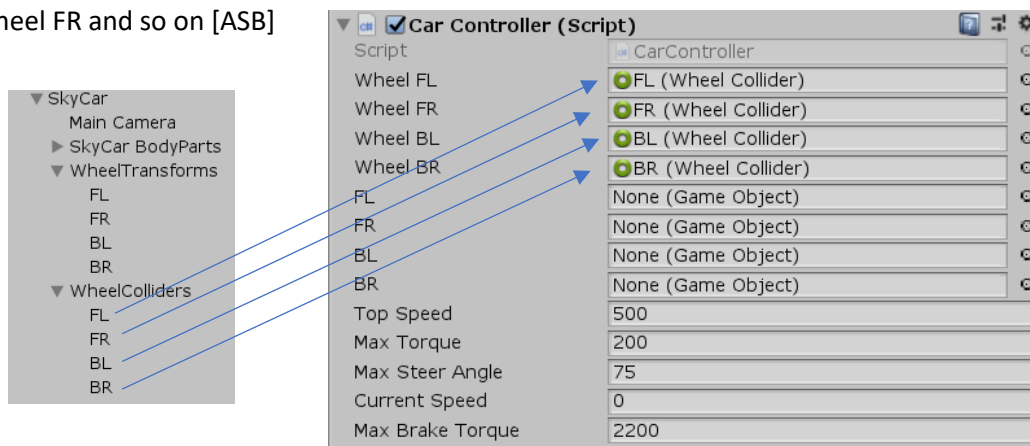 heel FR and so on [ASB]
SkyCar
Main Camera
SkyCar BodyParts
WheelTransforms
FL
FR
BL
BR
WheelColliders
FL
FR
BL
BR
Car Controller (Script)
Script CarController
Wheel FL FL (Wheel Collider)
Wheel FR FR (Wheel Collider)
Wheel BL BL (Wheel Collider)
Wheel BR BR (Wheel Collider)
FL None (Game Object)
FR None (Game Object)
BL None (Game Object)
BR None (Game Object)
Top Speed 500
Max Torque 200
Max Steer Angle 75
Current Speed 0
Max Brake Torque 2200